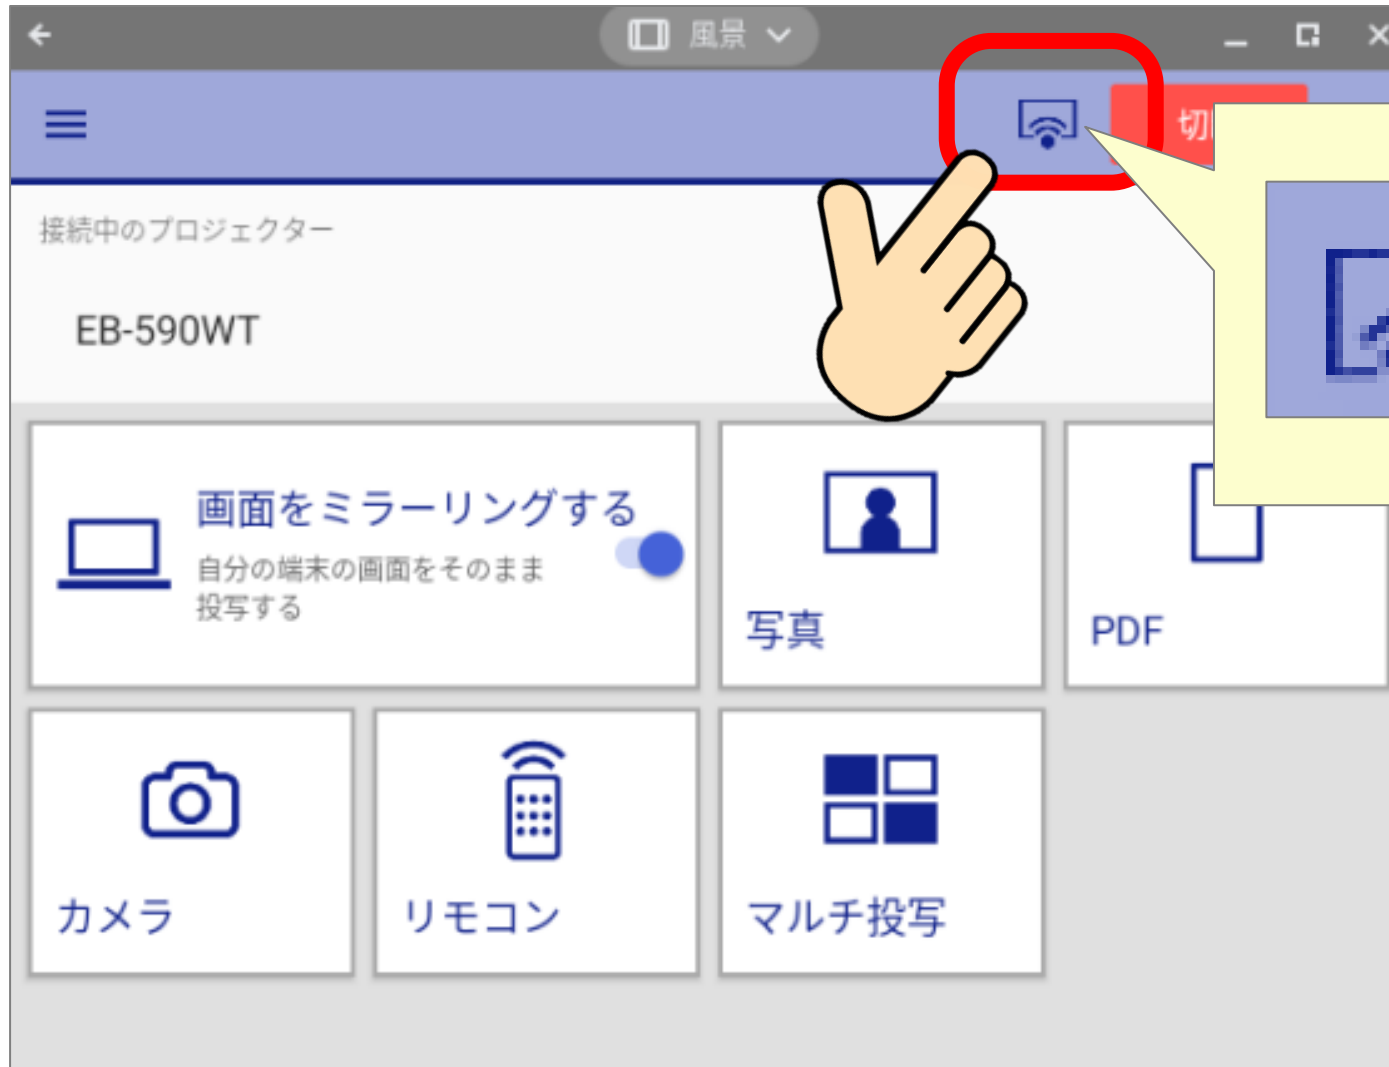 風景
切
接続中のプロジェクター
EB-590WT
画面をミラーリングする
自分の端末の画面をそのまま
投写する
写真
PDF
カメラ
リモコン
マルチ投写